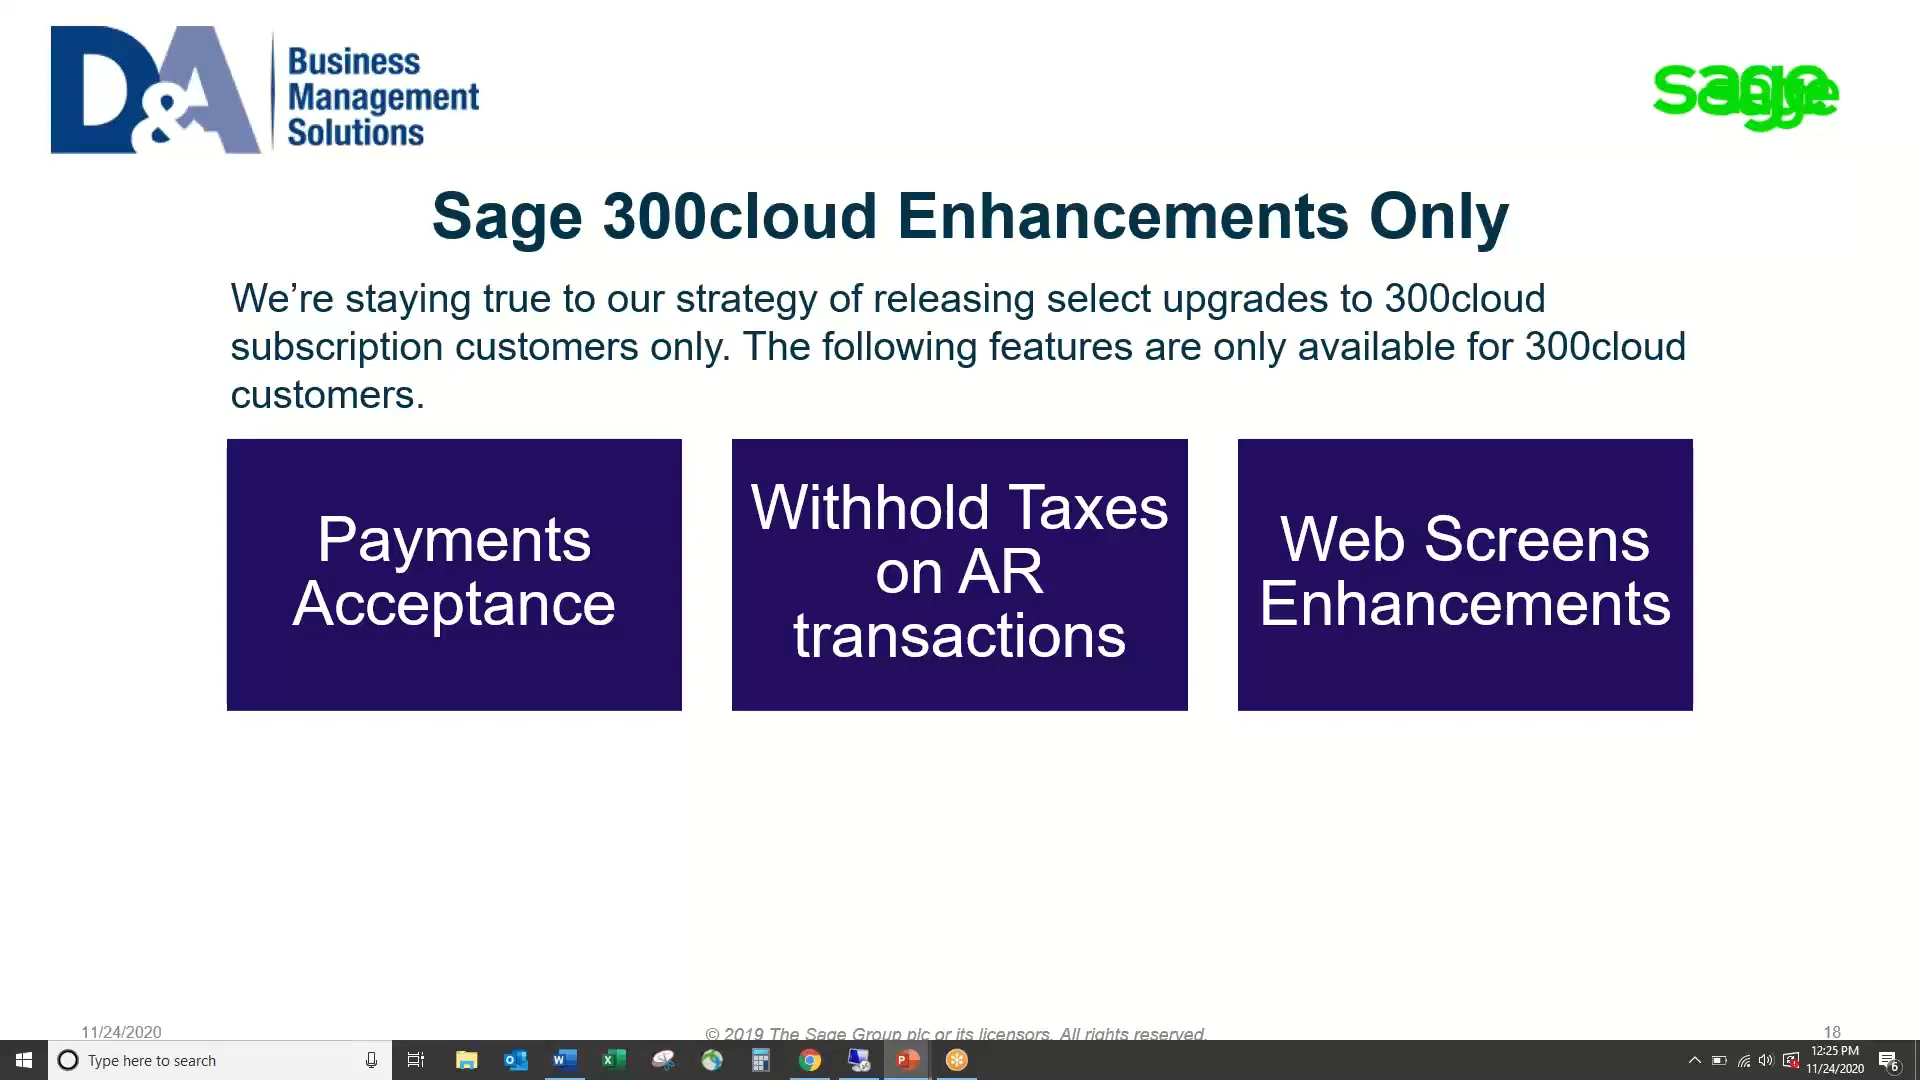 D&A
Business
Management
Solutions
sage
Sage 300cloud Enhancements Only
We’re staying true to our strategy of releasing select upgrades to 300cloud
subscription customers only. The following features are only available for 300cloud
customers.
Payments
Acceptance
Withhold Taxes
on AR
transactions
Web Screens
Enhancements
11/24/2020
© 2019 The Sage Group plc or its licensors. All rights reserved.
18
Type here to search
12:25 PM
11/24/2020
6